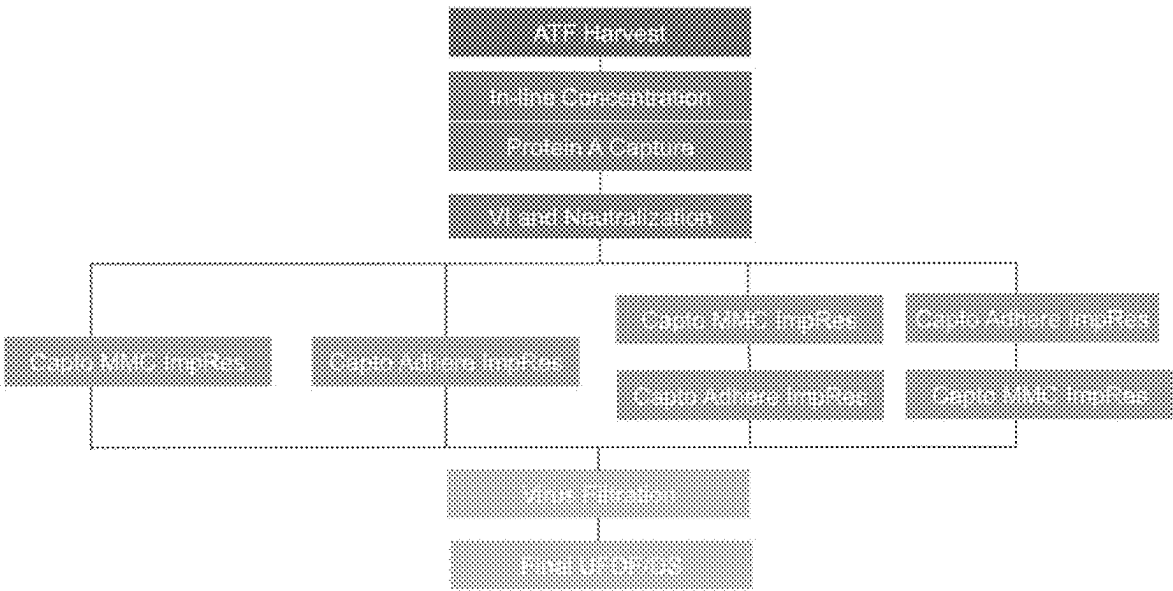 ATF Harvest
In-line Concentration
Protein A Capture
VI and Neutralization
Capto MMC ImpRes
Capto Adhere ImpRes
Capto MMC ImpRes
Capto Adhere ImpRes
Capto Adhere ImpRes
Capto MMC ImpRes
Virus Filtration
Final